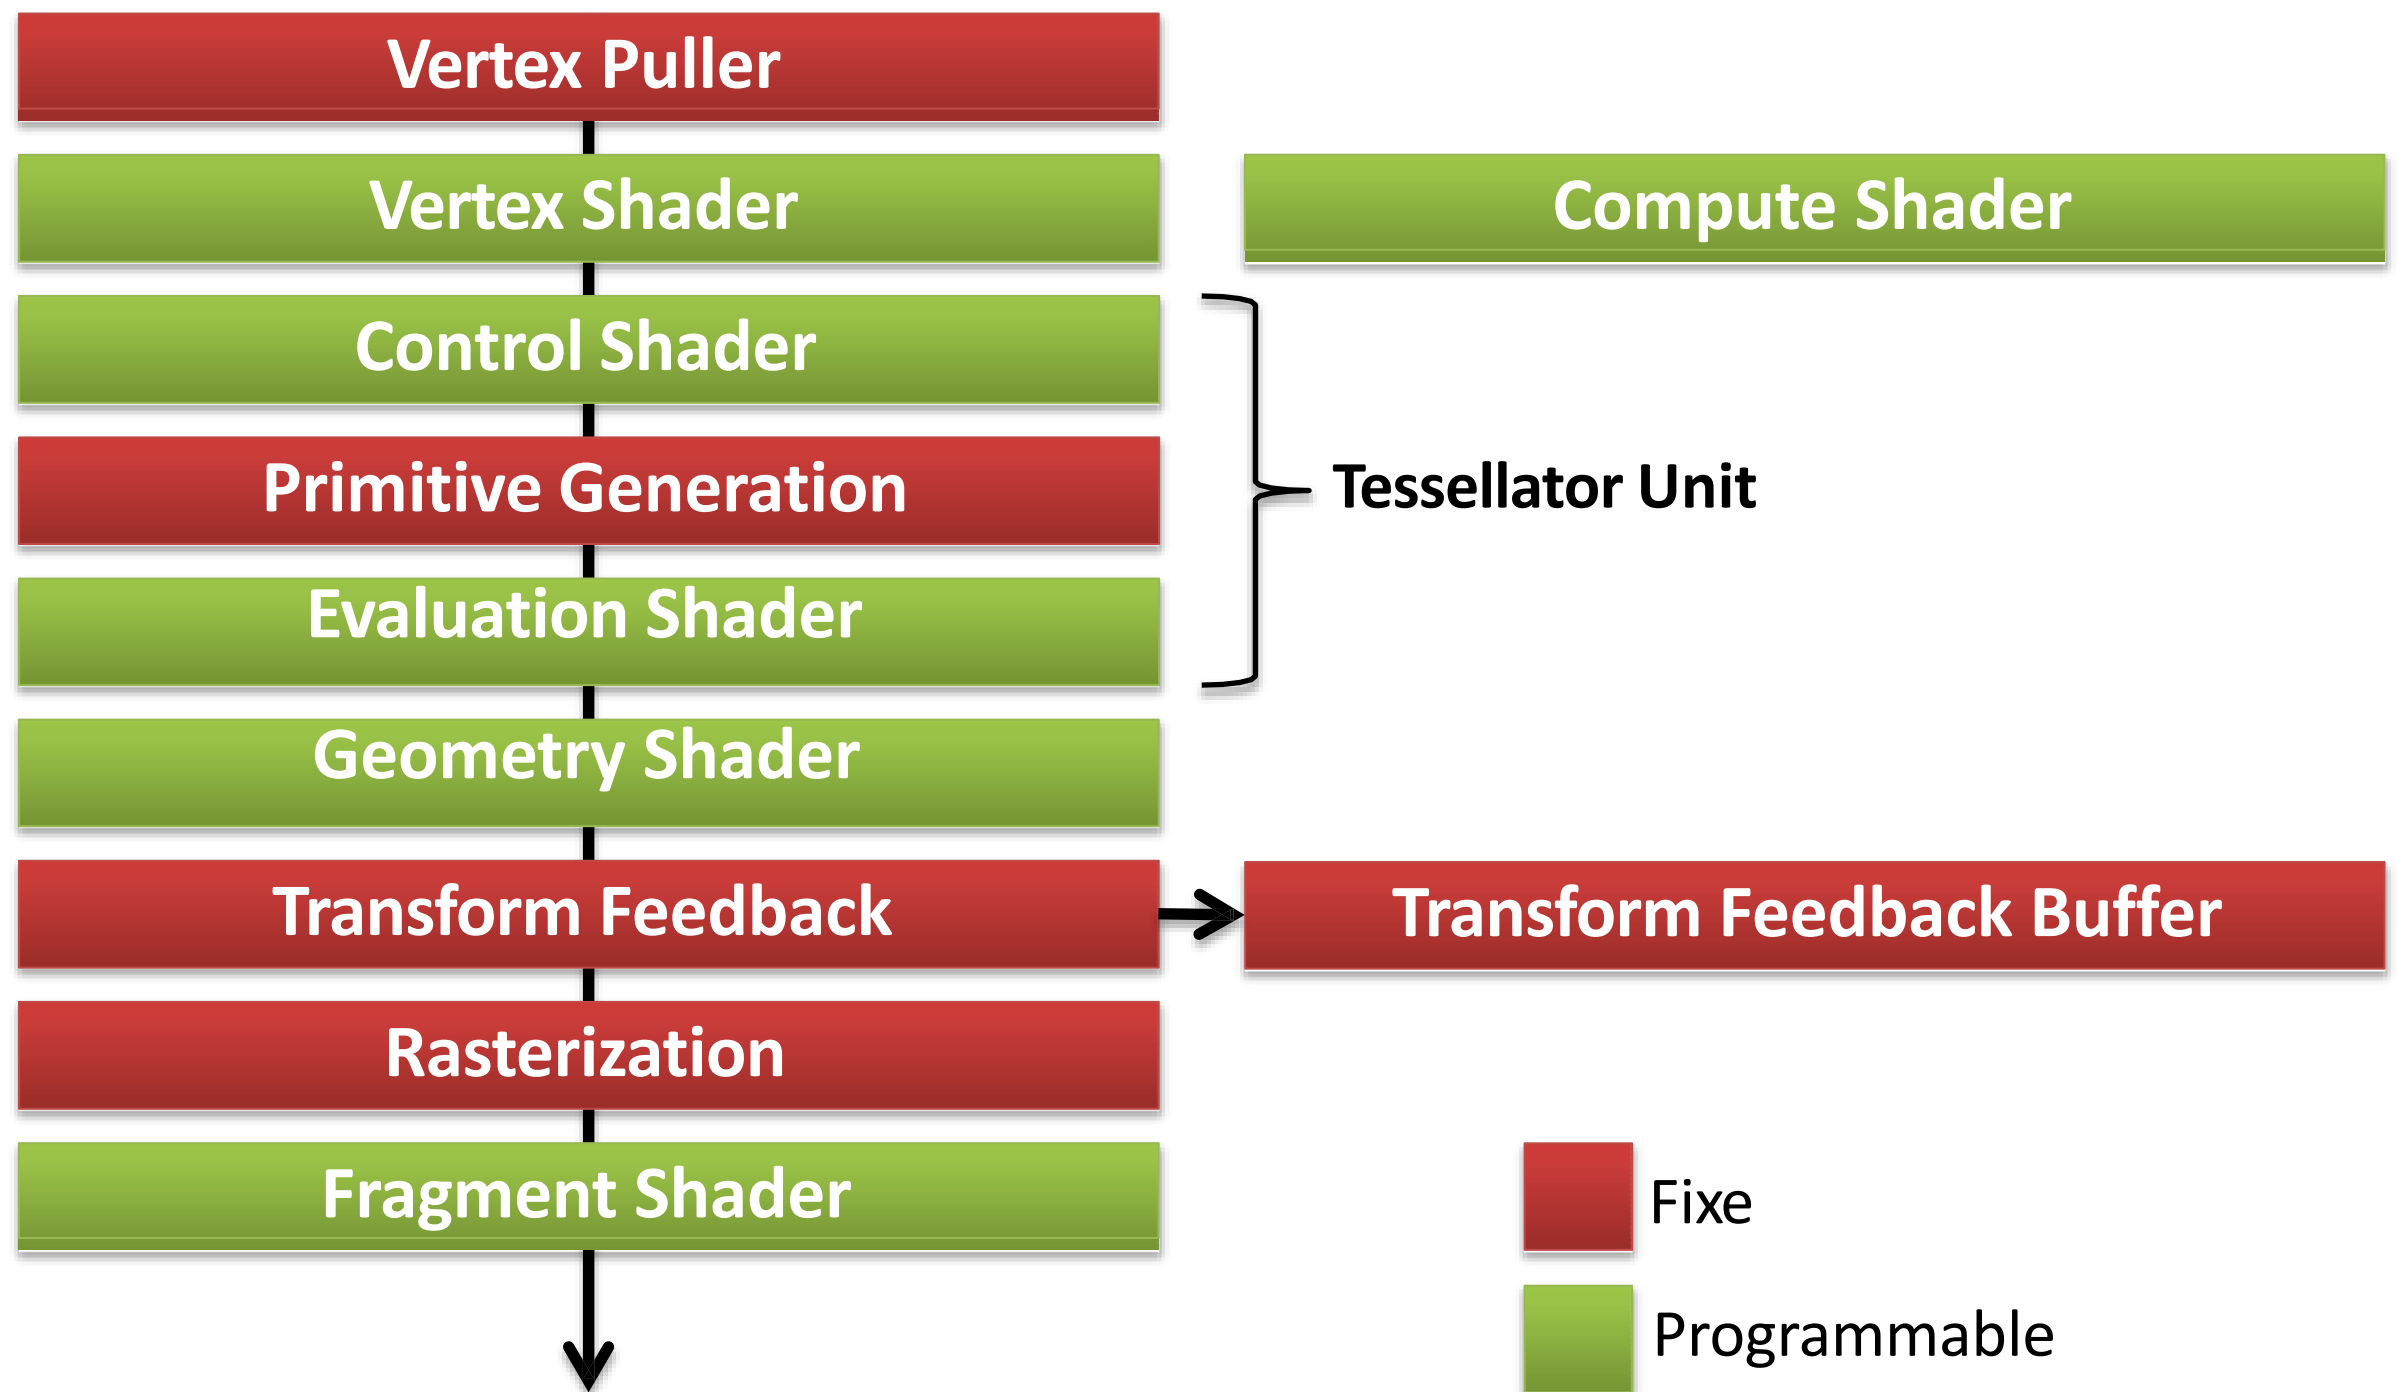 Vertex Puller
Vertex Shader
Compute Shader
Control Shader
Primitive Generation
Tessellator Unit
Evaluation Shader
Geometry Shader
Transform Feedback
Transform Feedback Buffer
Rasterization
Fragment Shader
Fixe
Programmable